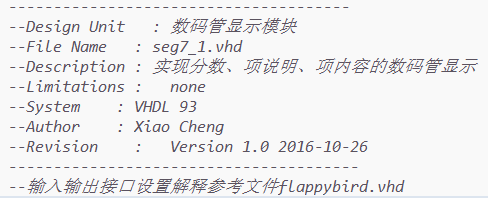 -----------------------------------
--Design Unit   : 数码管显示模块
--File Name   : seg7_1.vhd
--Description : 实现分数、项说明、项内容的数码管显示
--Limitations :   none
--System    : VHDL 93
--Author    : Xiao Cheng
--Revision    :   Version 1.0 2016-10-26
------------------------------------
--输入输出接口设置解释参考文件flappybird.vhd